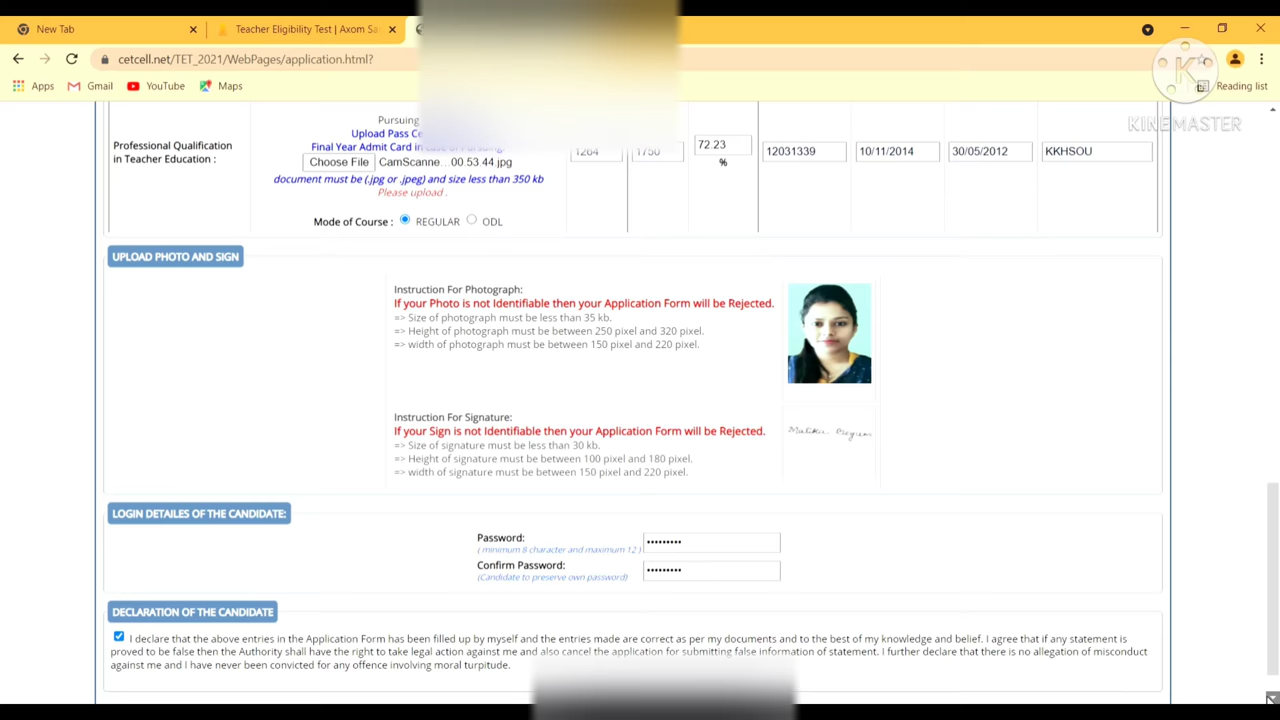 New Tab
Teacher Eligibility Test | Axom Sa
cetcell.net/TET_2021/WebPages/application.html?
Apps Gmail YouTube Maps Reading list
KINEMASTER
Pursuing
Upload Pass Ce
Final Year Admit Card in case of Pursuing.
Professional Qualification
in Teacher Education :
Choose File CamScanne...00.53.44.jpg
1264 1750 72.23 12031339 10/11/2014 30/05/2012 KKHSOU
%
document must be (.jpg or .jpeg) and size less than 350 kb
Please upload .
Mode of Course : REGULAR ODL
UPLOAD PHOTO AND SIGN
Instruction For Photograph:
If your Photo is not Identifiable then your Application Form will be Rejected.
=> Size of photograph must be less than 35 kb.
=> Height of photograph must be between 250 pixel and 320 pixel.
=> width of photograph must be between 150 pixel and 220 pixel.
Instruction For Signature:
If your Sign is not Identifiable then your Application Form will be Rejected.
=> Size of signature must be less than 30 kb.
=> Height of signature must be between 100 pixel and 180 pixel.
=> width of signature must be between 150 pixel and 220 pixel.
LOGIN DETAILES OF THE CANDIDATE:
Password:
( minimum 8 character and maximum 12 )
Confirm Password:
(Candidate to preserve own password)
DECLARATION OF THE CANDIDATE
I declare that the above entries in the Application Form has been filled up by myself and the entries made are correct as per my documents and to the best of my knowledge and belief. I agree that if any statement is
proved to be false then the Authority shall have the right to take legal action against me and also cancel the application for submitting false information of statement. I further declare that there is no allegation of misconduct
against me and I have never been convicted for any offence involving moral turpitude.